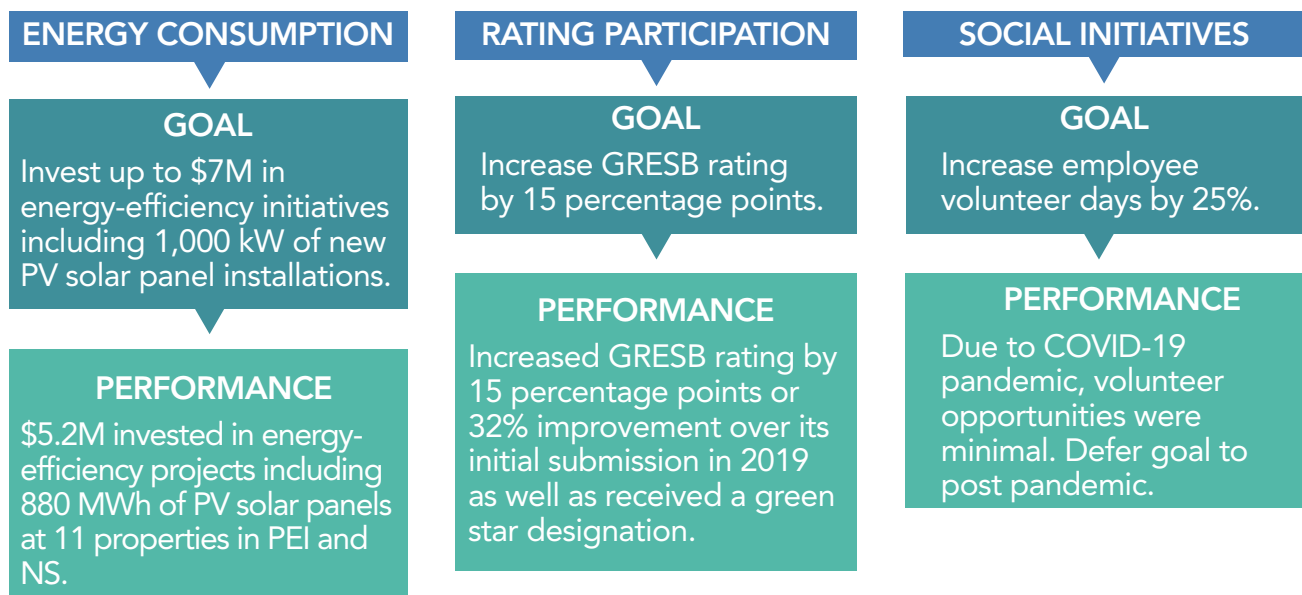 ENERGY CONSUMPTION
GOAL
Invest up to $7M in
energy-efficiency initiatives
including 1,000 kW of new
PV solar panel installations.
PERFORMANCE
$5.2M invested in energy-
efficiency projects including
880 MWh of PV solar panels
at 11 properties in PEI and
NS.
RATING PARTICIPATION
GOAL
Increase GRESB rating
by 15 percentage points.
PERFORMANCE
Increased GRESB rating by
15 percentage points or
32% improvement over its
initial submission in 2019
as well as received a green
star designation.
SOCIAL INITIATIVES
GOAL
Increase employee
volunteer days by 25%.
PERFORMANCE
Due to COVID-19
pandemic, volunteer
opportunities were
minimal. Defer goal to
post pandemic.